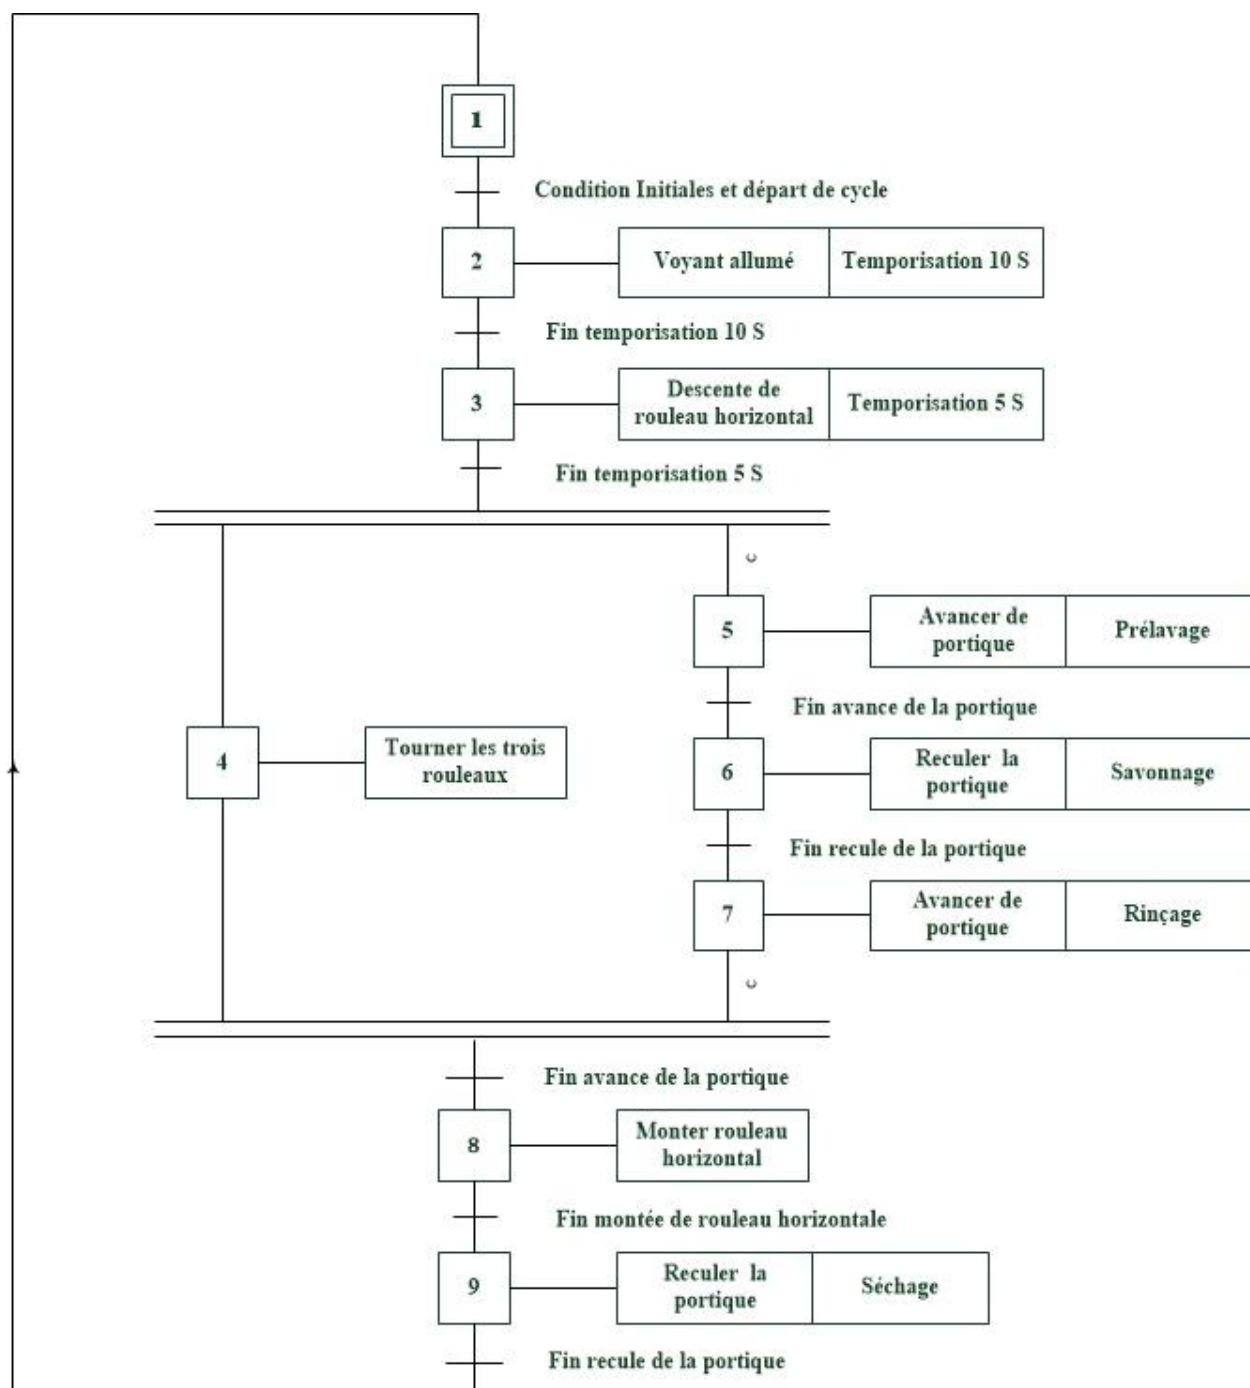 1
Condition Initiales et départ de cycle
2
Voyant allumé
Temporisation 10 S
Fin temporisation 10 S
3
Descente de
rouleau horizontal
Temporisation 5 S
Fin temporisation 5 S
5
Avancer de
portique
Prélavage
Fin avance de la portique
4
Tourner les trois
rouleaux
6
Reculer la
portique
Savonnage
Fin recule de la portique
7
Avancer de
portique
Rinçage
Fin avance de la portique
8
Monter rouleau
horizontal
Fin montée de rouleau horizontale
9
Reculer la
portique
Séchage
Fin recule de la portique